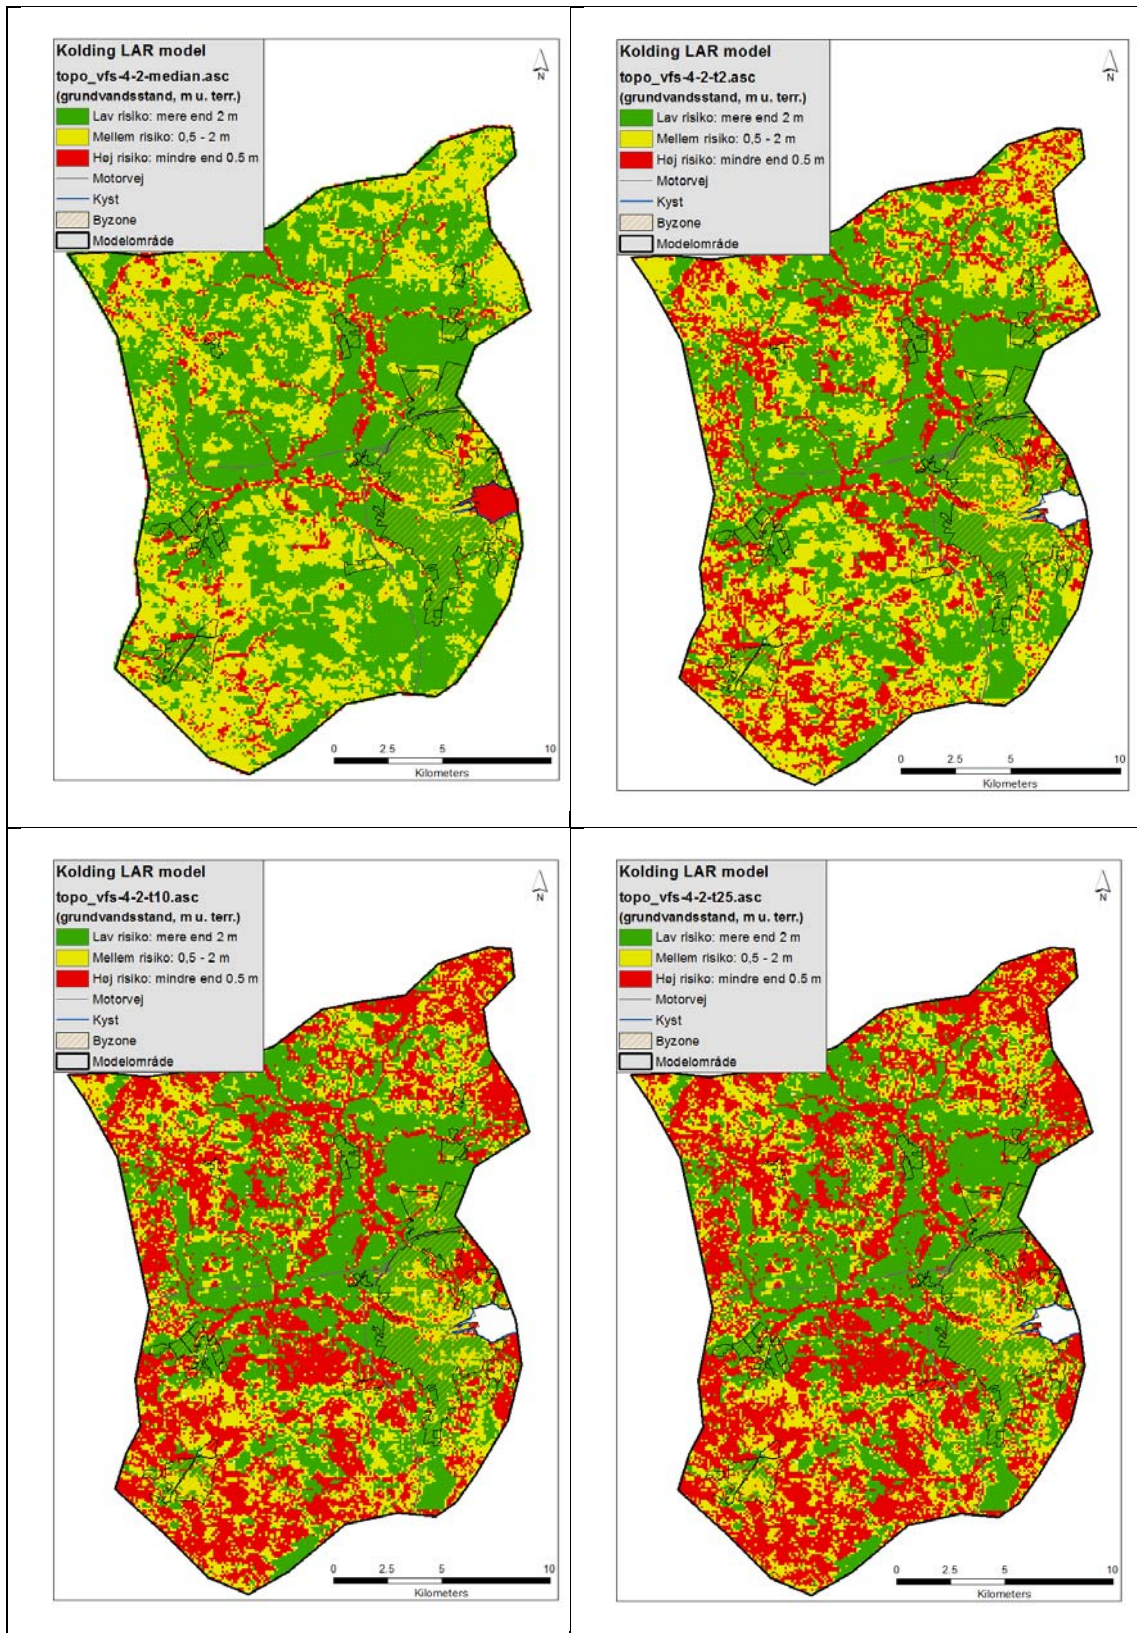 Kolding LAR model
topo_vfs-4-2-median.asc
(grundvandsstand, m u. terr.)
Lav risiko: mere end 2 m
Mellem risiko: 0,5 - 2 m
Høj risiko: mindre end 0.5 m
Motorvej
Kyst
Byzone
Modelområde
N
0 2.5 5 10
Kilometers
Kolding LAR model
topo_vfs-4-2-t2.asc
(grundvandsstand, m u. terr.)
Lav risiko: mere end 2 m
Mellem risiko: 0,5 - 2 m
Høj risiko: mindre end 0.5 m
Motorvej
Kyst
Byzone
Modelområde
N
0 2.5 5 10
Kilometers
Kolding LAR model
topo_vfs-4-2-t10.asc
(grundvandsstand, m u. terr.)
Lav risiko: mere end 2 m
Mellem risiko: 0,5 - 2 m
Høj risiko: mindre end 0.5 m
Motorvej
Kyst
Byzone
Modelområde
N
0 2.5 5 10
Kilometers
Kolding LAR model
topo_vfs-4-2-t25.asc
(grundvandsstand, m u. terr.)
Lav risiko: mere end 2 m
Mellem risiko: 0,5 - 2 m
Høj risiko: mindre end 0.5 m
Motorvej
Kyst
Byzone
Modelområde
N
0 2.5 5 10
Kilometers